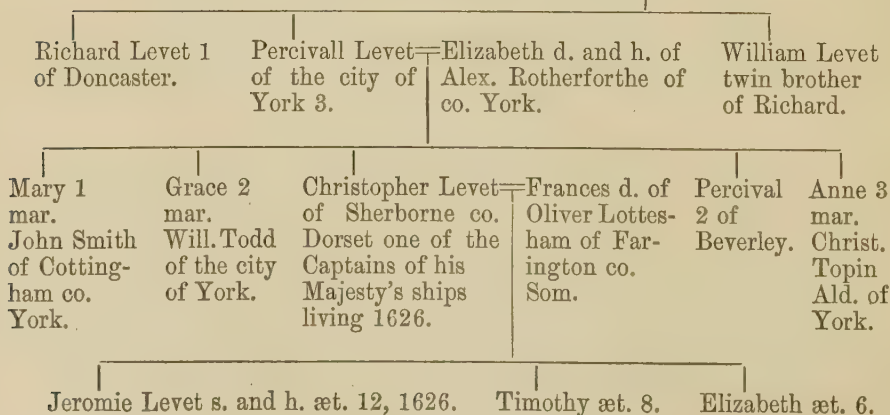 Richard Levet 1
of Doncaster.
Percivall Levet
of the city of
York 3.
Elizabeth d. and h. of
Alex. Rotherforthe of
co. York.
William Levet
twin brother
of Richard.
Mary 1
mar.
John Smith
of Cotting-
ham co.
York.
Grace 2
mar.
Will. Todd
of the city
of York.
Christopher Levet
of Sherborne co.
Dorset one of the
Captains of his
Majesty's ships
living 1626.
Frances d. of
Oliver Lottes-
ham of Far-
ington co.
Som.
Percival
2 of
Beverley.
Anne 3
mar.
Christ.
Topin
Ald. of
York.
Jeromie Levet s. and h. æt. 12, 1626.
Timothy æt. 8.
Elizabeth æt. 6.